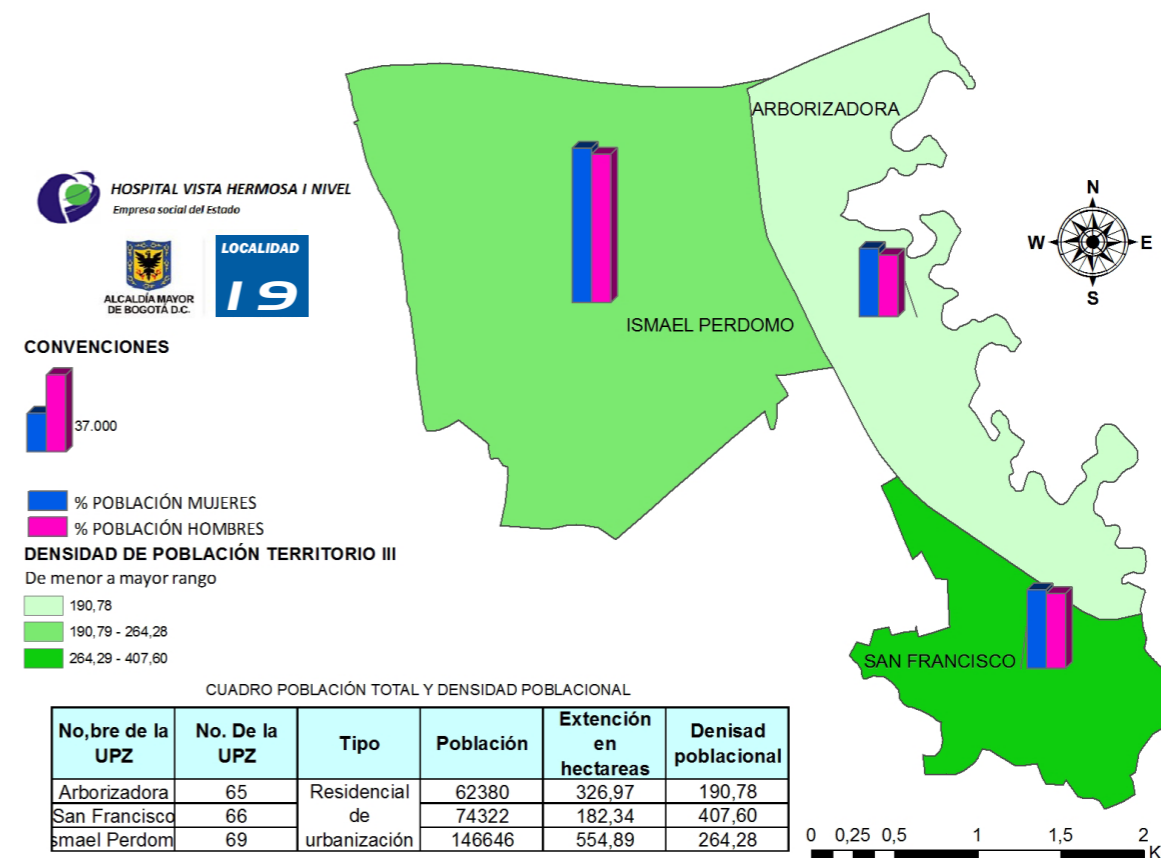 ARBORIZADORA
HOSPITAL VISTA HERMOSA I NIVEL
Empresa social del Estado
LOCALIDAD
19
ALCALDÍA MAYOR
DE BOGOTÁ D.C.
N
W
E
S
ISMAEL PERDOMO
CONVENCIONES
37.000
% POBLACIÓN MUJERES
% POBLACIÓN HOMBRES
DENSIDAD DE POBLACIÓN TERRITORIO III
De menor a mayor rango
190,78
190,79 - 264,28
264,29 - 407,60
SAN FRANCISCO
CUADRO POBLACIÓN TOTAL Y DENSIDAD POBLACIONAL
No,bre de la UPZ No. De la UPZ Tipo Población Extención en hectareas Denisad poblacional
Arborizadora 65 Residencial 62380 326,97 190,78
San Francisco 66 de 74322 182,34 407,60
smael Perdom 69 urbanización 146646 554,89 264,28
0 0,25 0,5 1 1,5 2
K